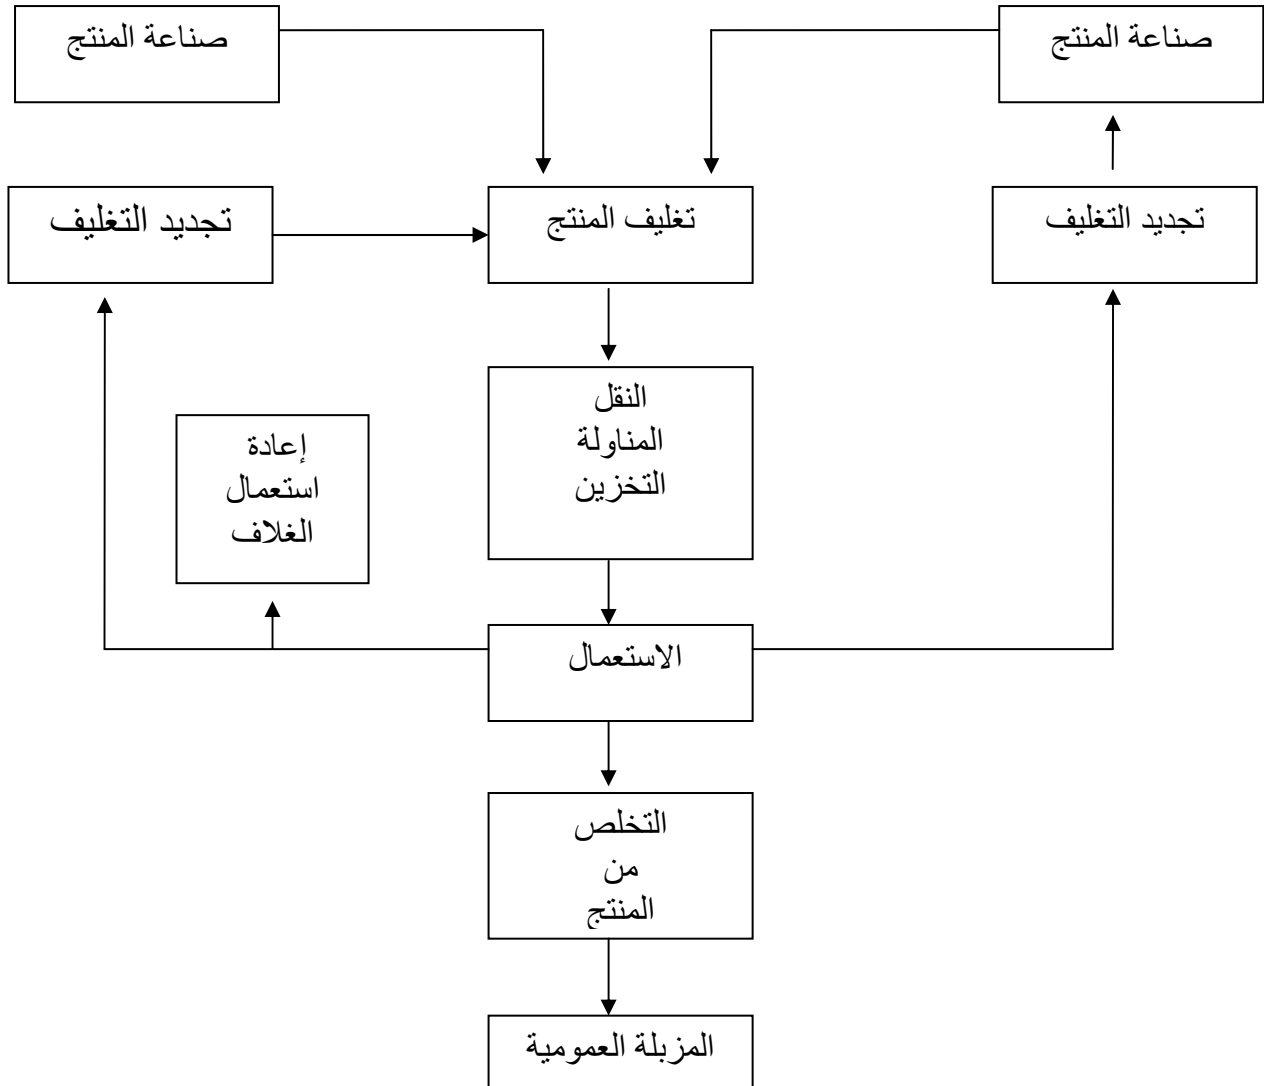 صناعة المنتج
صناعة المنتج
تجديد التغليف
تغليف المنتج
تجديد التغليف
النقل
المناولة
التخزين
إعادة
استعمال
الغلاف
الاستعمال
التخلص
من
المنتج
المزبلة العمومية